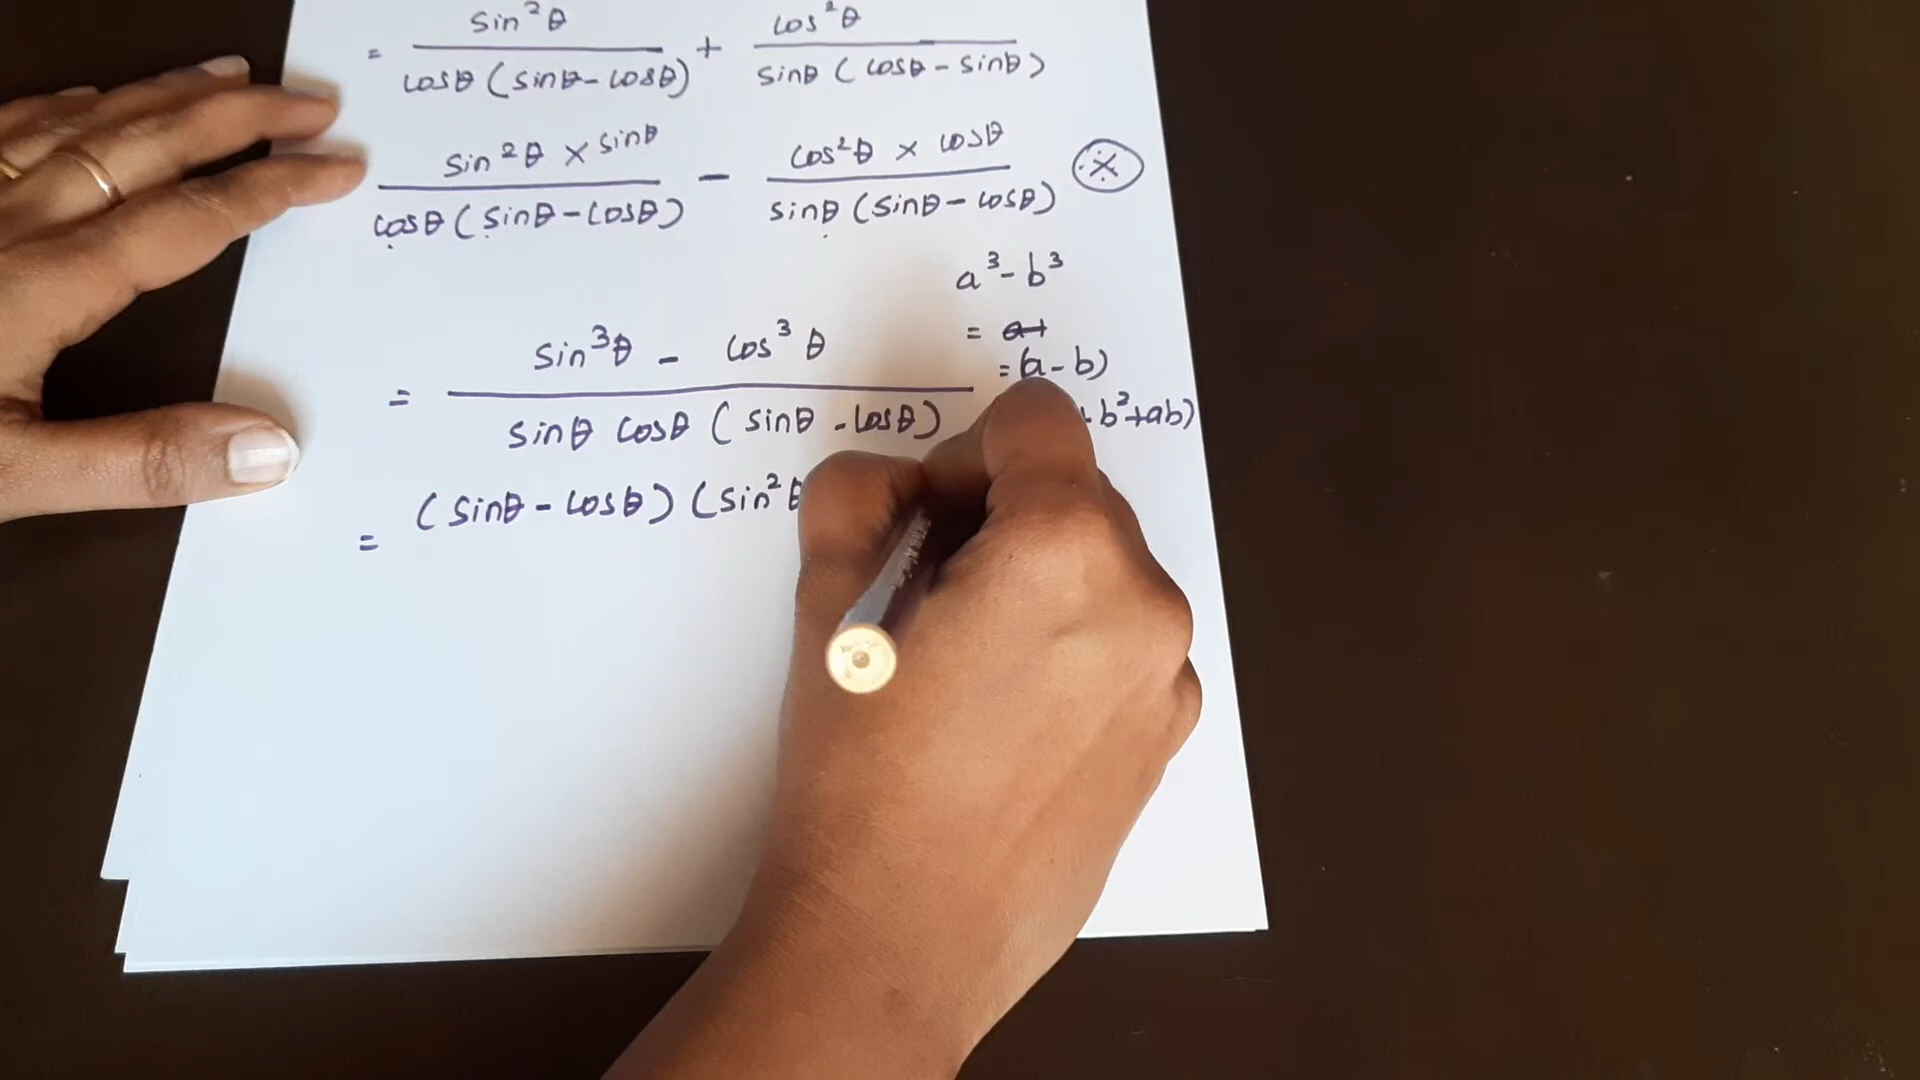 = sin²θ / cosθ (sinθ - cosθ) + cos²θ / sinθ (cosθ - sinθ)
sin²θ × sinθ / cosθ (sinθ - cosθ) - cos²θ × cosθ / sinθ (sinθ - cosθ)
a³ - b³
=
= (a - b)
+ b² + ab)
= sin³θ - cos³θ / sinθ cosθ (sinθ - cosθ)
= (sinθ - cosθ) (sin²θ